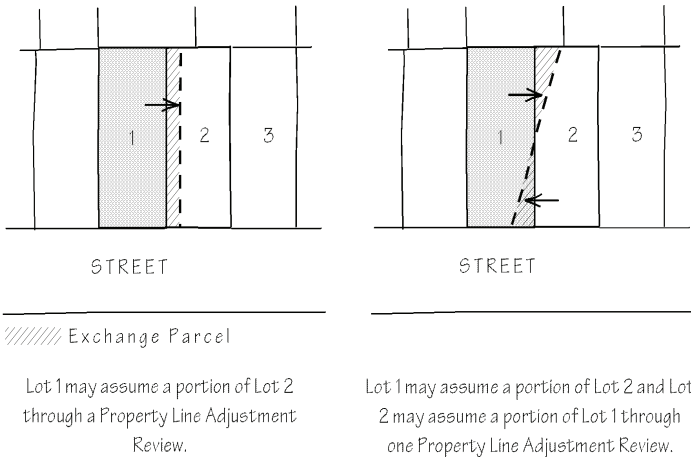 1 2 3
STREET
Exchange Parcel
Lot 1 may assume a portion of Lot 2
through a Property Line Adjustment
Review.
1 2 3
STREET
Lot 1 may assume a portion of Lot 2 and Lot
2 may assume a portion of Lot 1 through
one Property Line Adjustment Review.